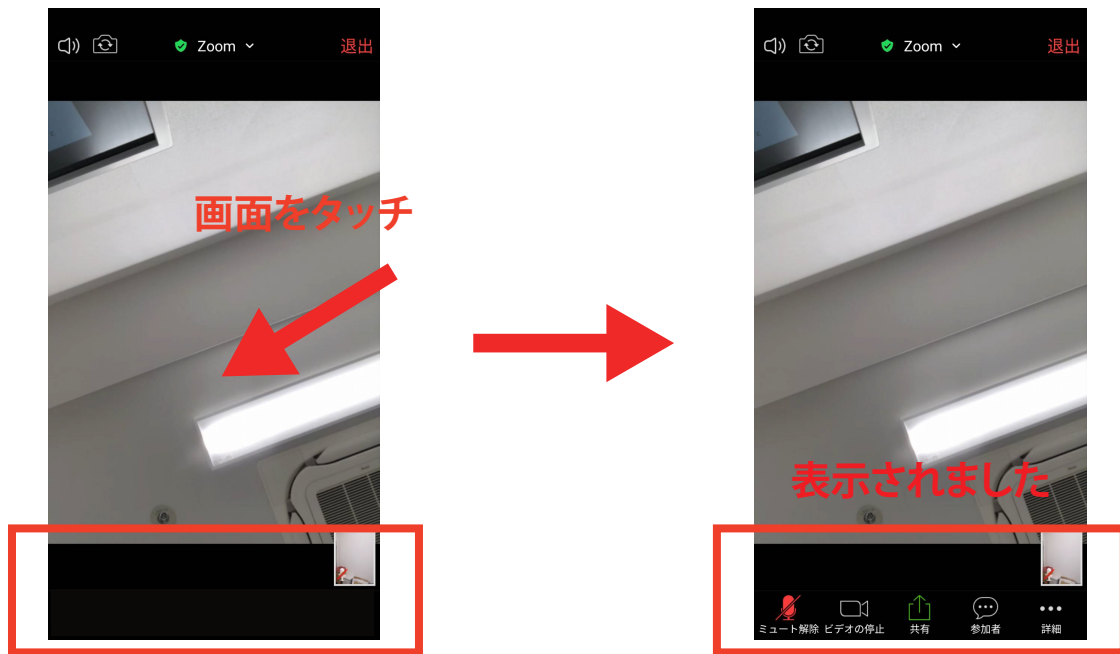 Zoom
退出
画面をタッチ
Zoom
退出
表示されました
ミュート解除 ビデオの停止 共有 参加者 詳細